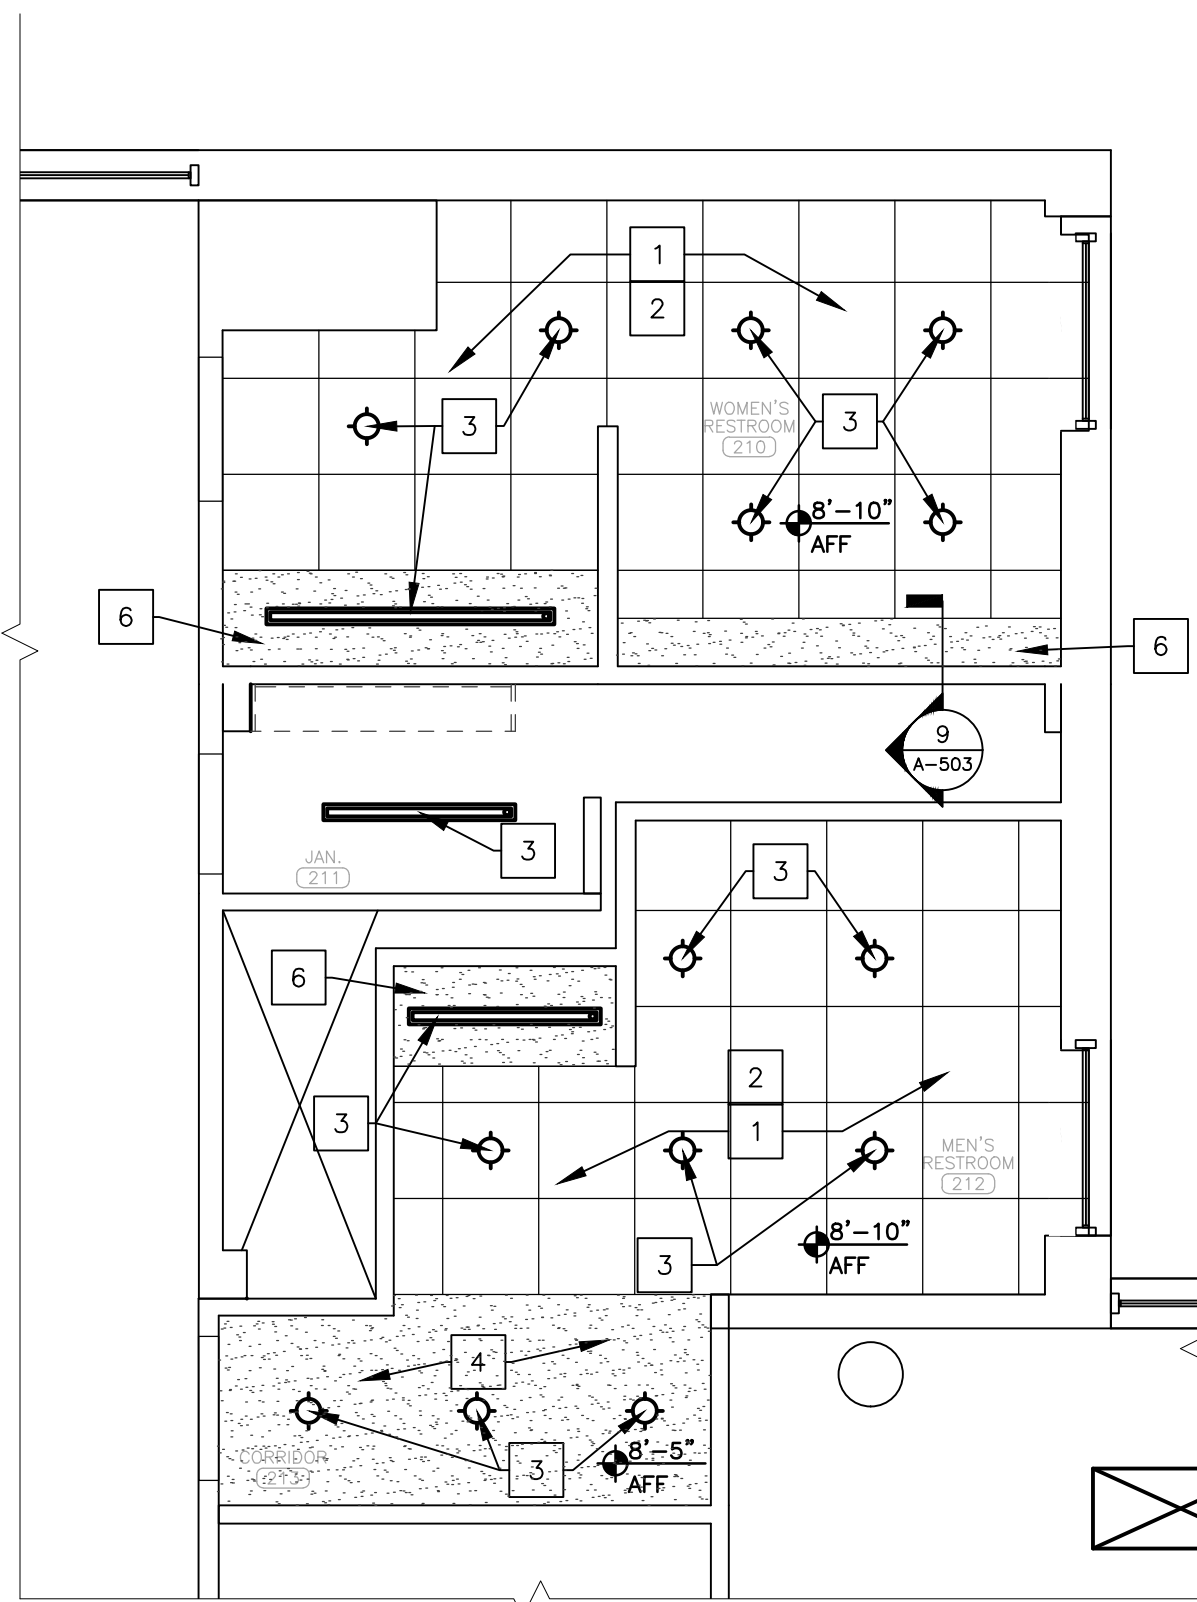 1
2
3
3
WOMEN'S
RESTROOM
210
8'-10"
AFF
6
6
9
A-503
3
JAN.
211
3
6
2
3
1
MEN'S
RESTROOM
212
8'-10"
AFF
3
4
3
8'-5"
AFF
CORRIDOR
213